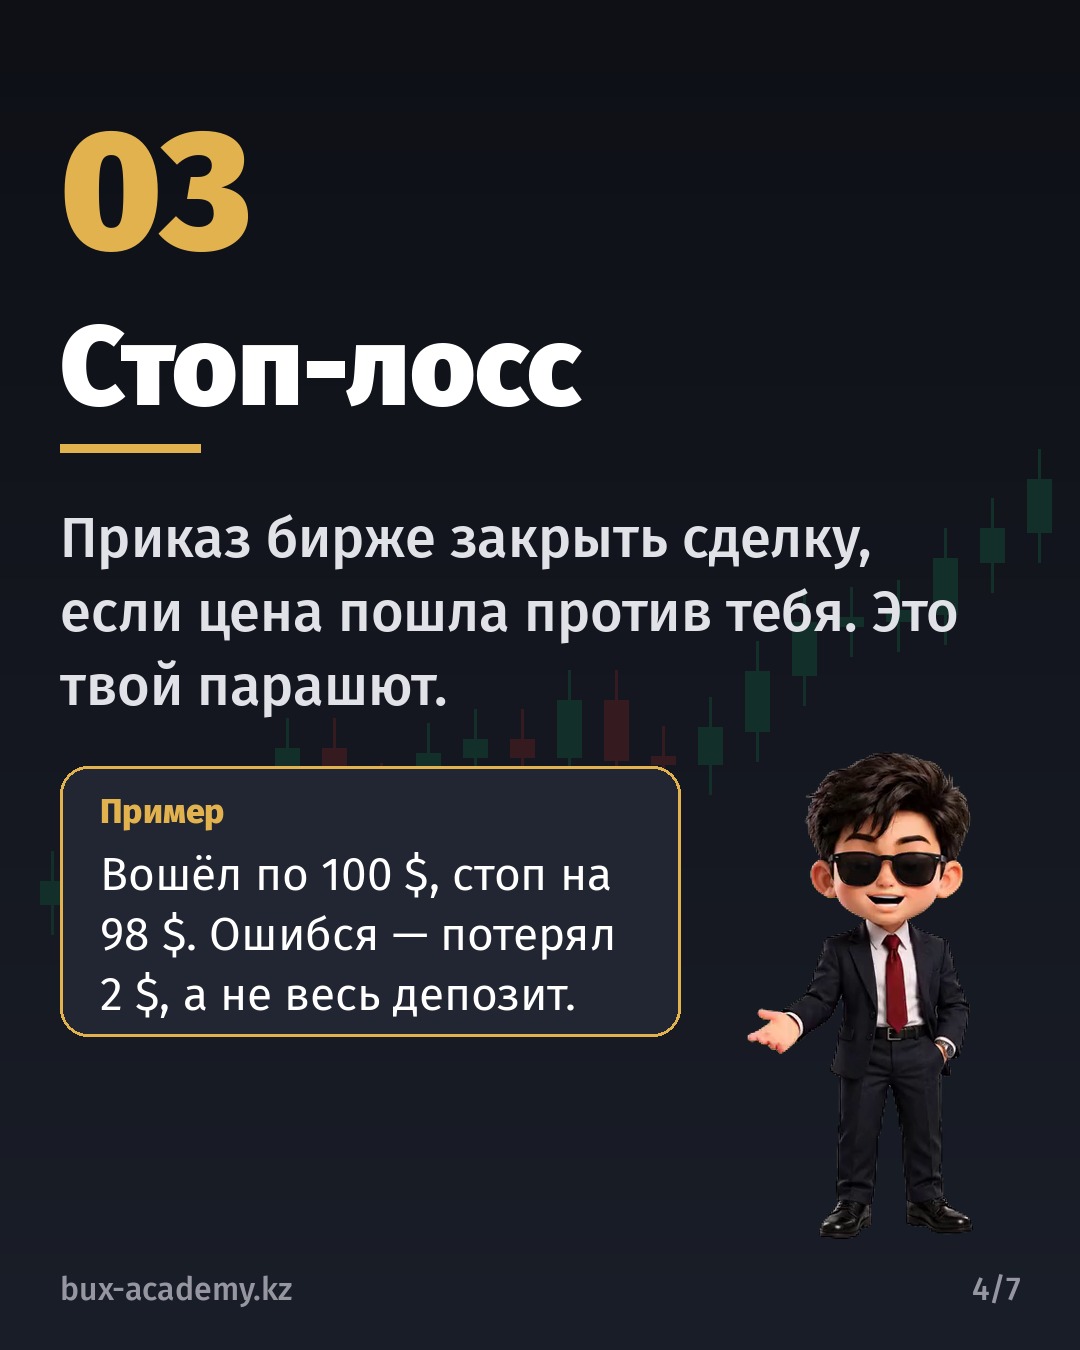 03
Стоп-лосс
Приказ бирже закрыть сделку,
если цена пошла против тебя. Это
твой парашют.
Пример
Вошёл по 100 $, стоп на
98 $. Ошибся — потерял
2 $, а не весь депозит.
bux-academy.kz
4/7